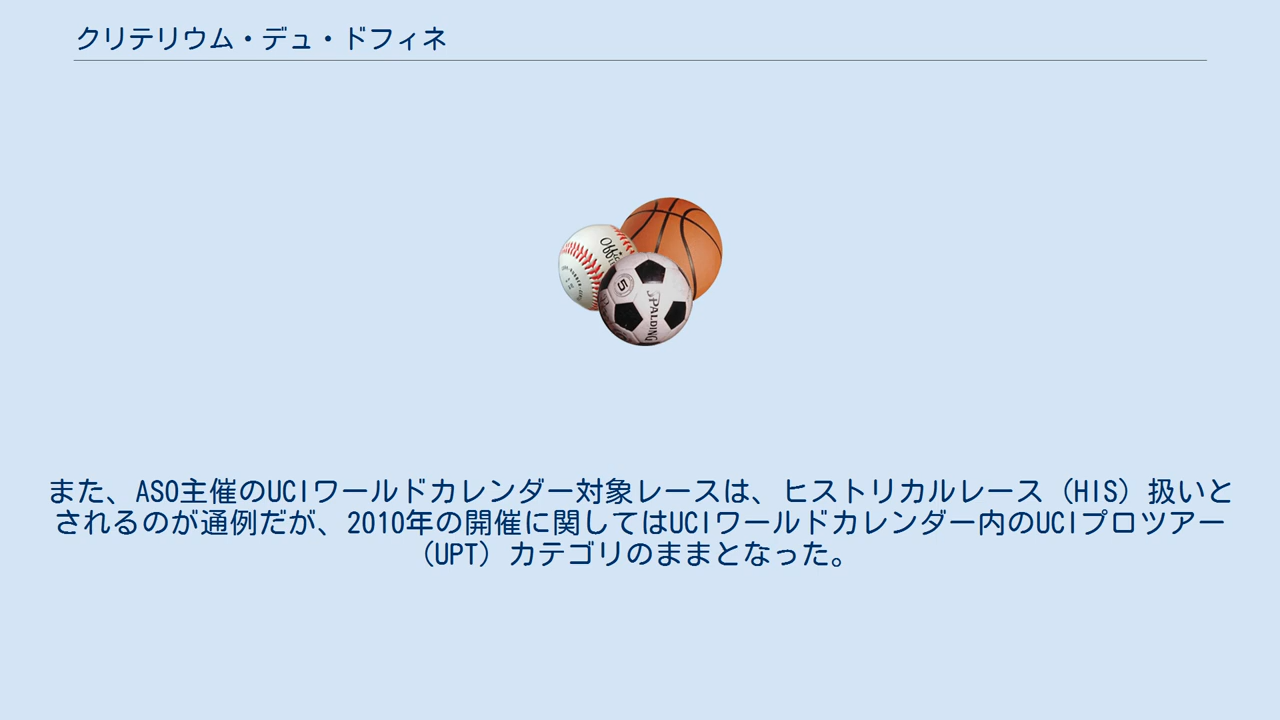 クリテリウム・デュ・ドフィネ
5
SPALDING
また、ASO主催のUCIワールドカレンダー対象レースは、ヒストリカルレース（HIS）扱いと
されるのが通例だが、2010年の開催に関してはUCIワールドカレンダー内のUCIプロツアー
（UPT）カテゴリのままとなった。